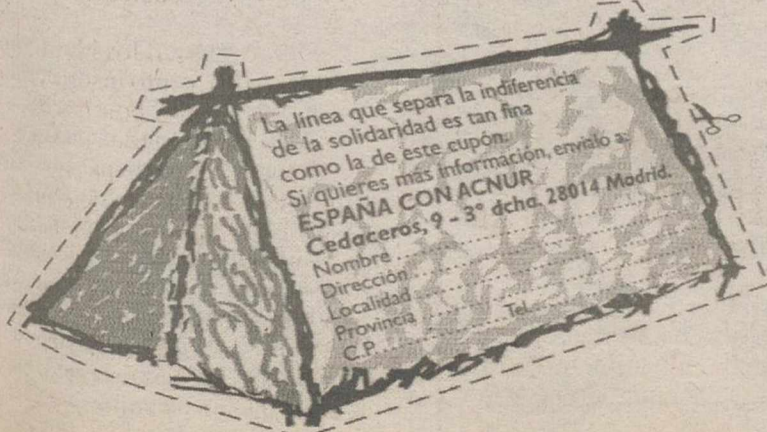 La línea que separa la indiferencia
de la solidaridad es tan fina
como la de este cupón.
Si quieres más información, envíalo a:
ESPAÑA CON ACNUR
Cedaceros, 9 - 3º dcha. 28014 Madrid.
Nombre
Dirección
Localidad
Provincia
C.P. Tel.